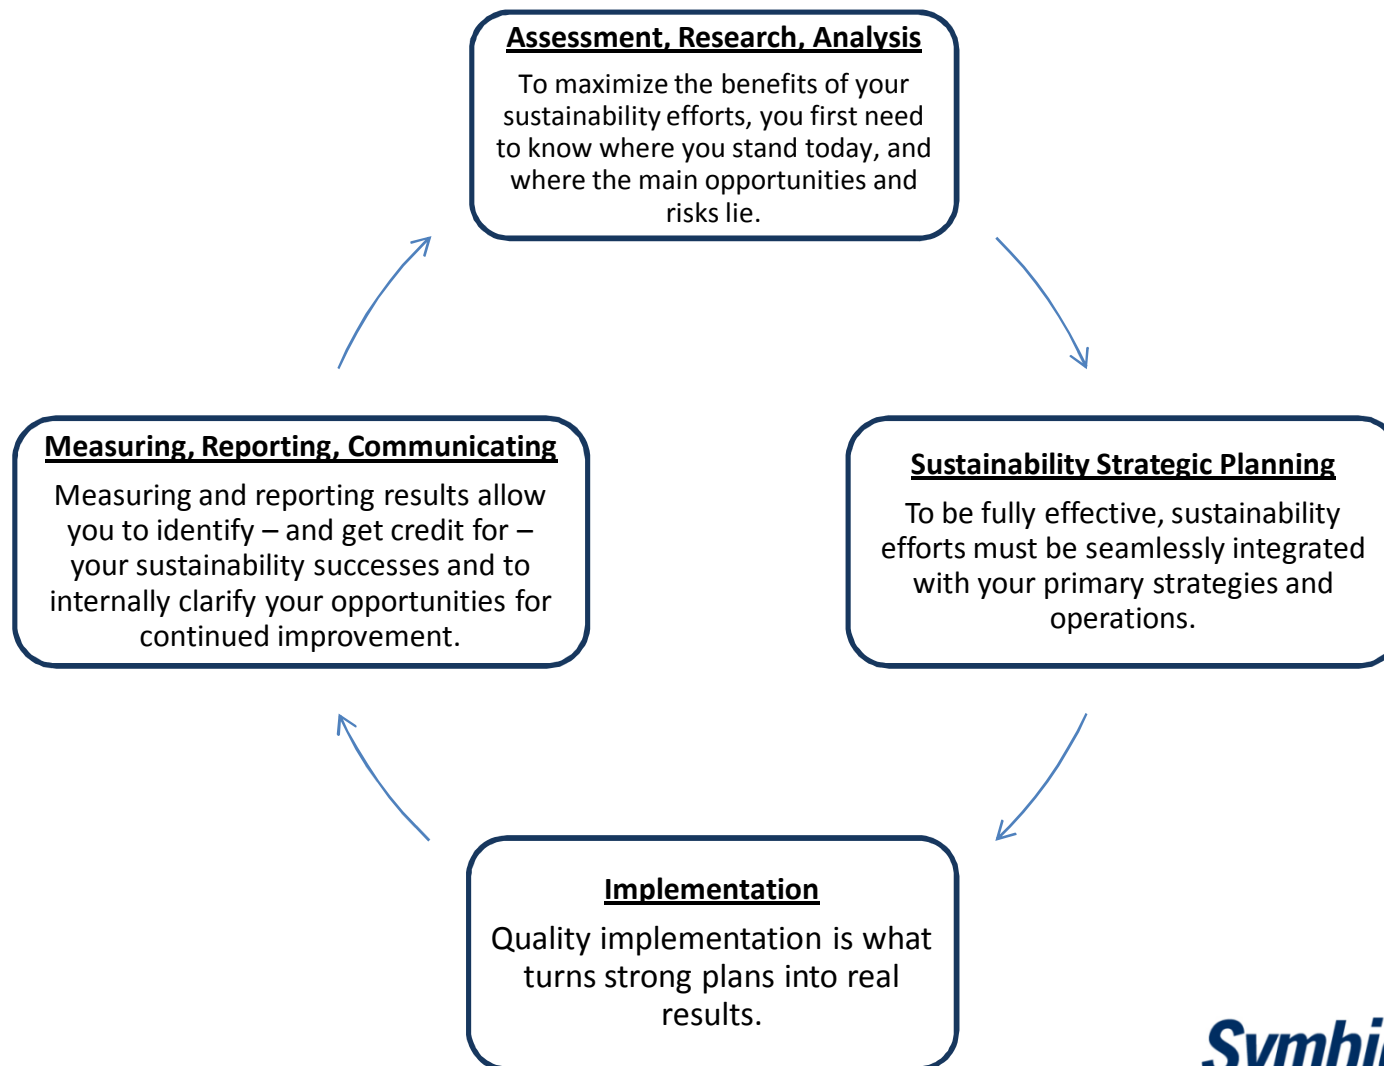 Assessment, Research, Analysis
To maximize the benefits of your
sustainability efforts, you first need
to know where you stand today, and
where the main opportunities and
risks lie.
Measuring, Reporting, Communicating
Measuring and reporting results allow
you to identify – and get credit for –
your sustainability successes and to
internally clarify your opportunities for
continued improvement.
Sustainability Strategic Planning
To be fully effective, sustainability
efforts must be seamlessly integrated
with your primary strategies and
operations.
Implementation
Quality implementation is what
turns strong plans into real
results.